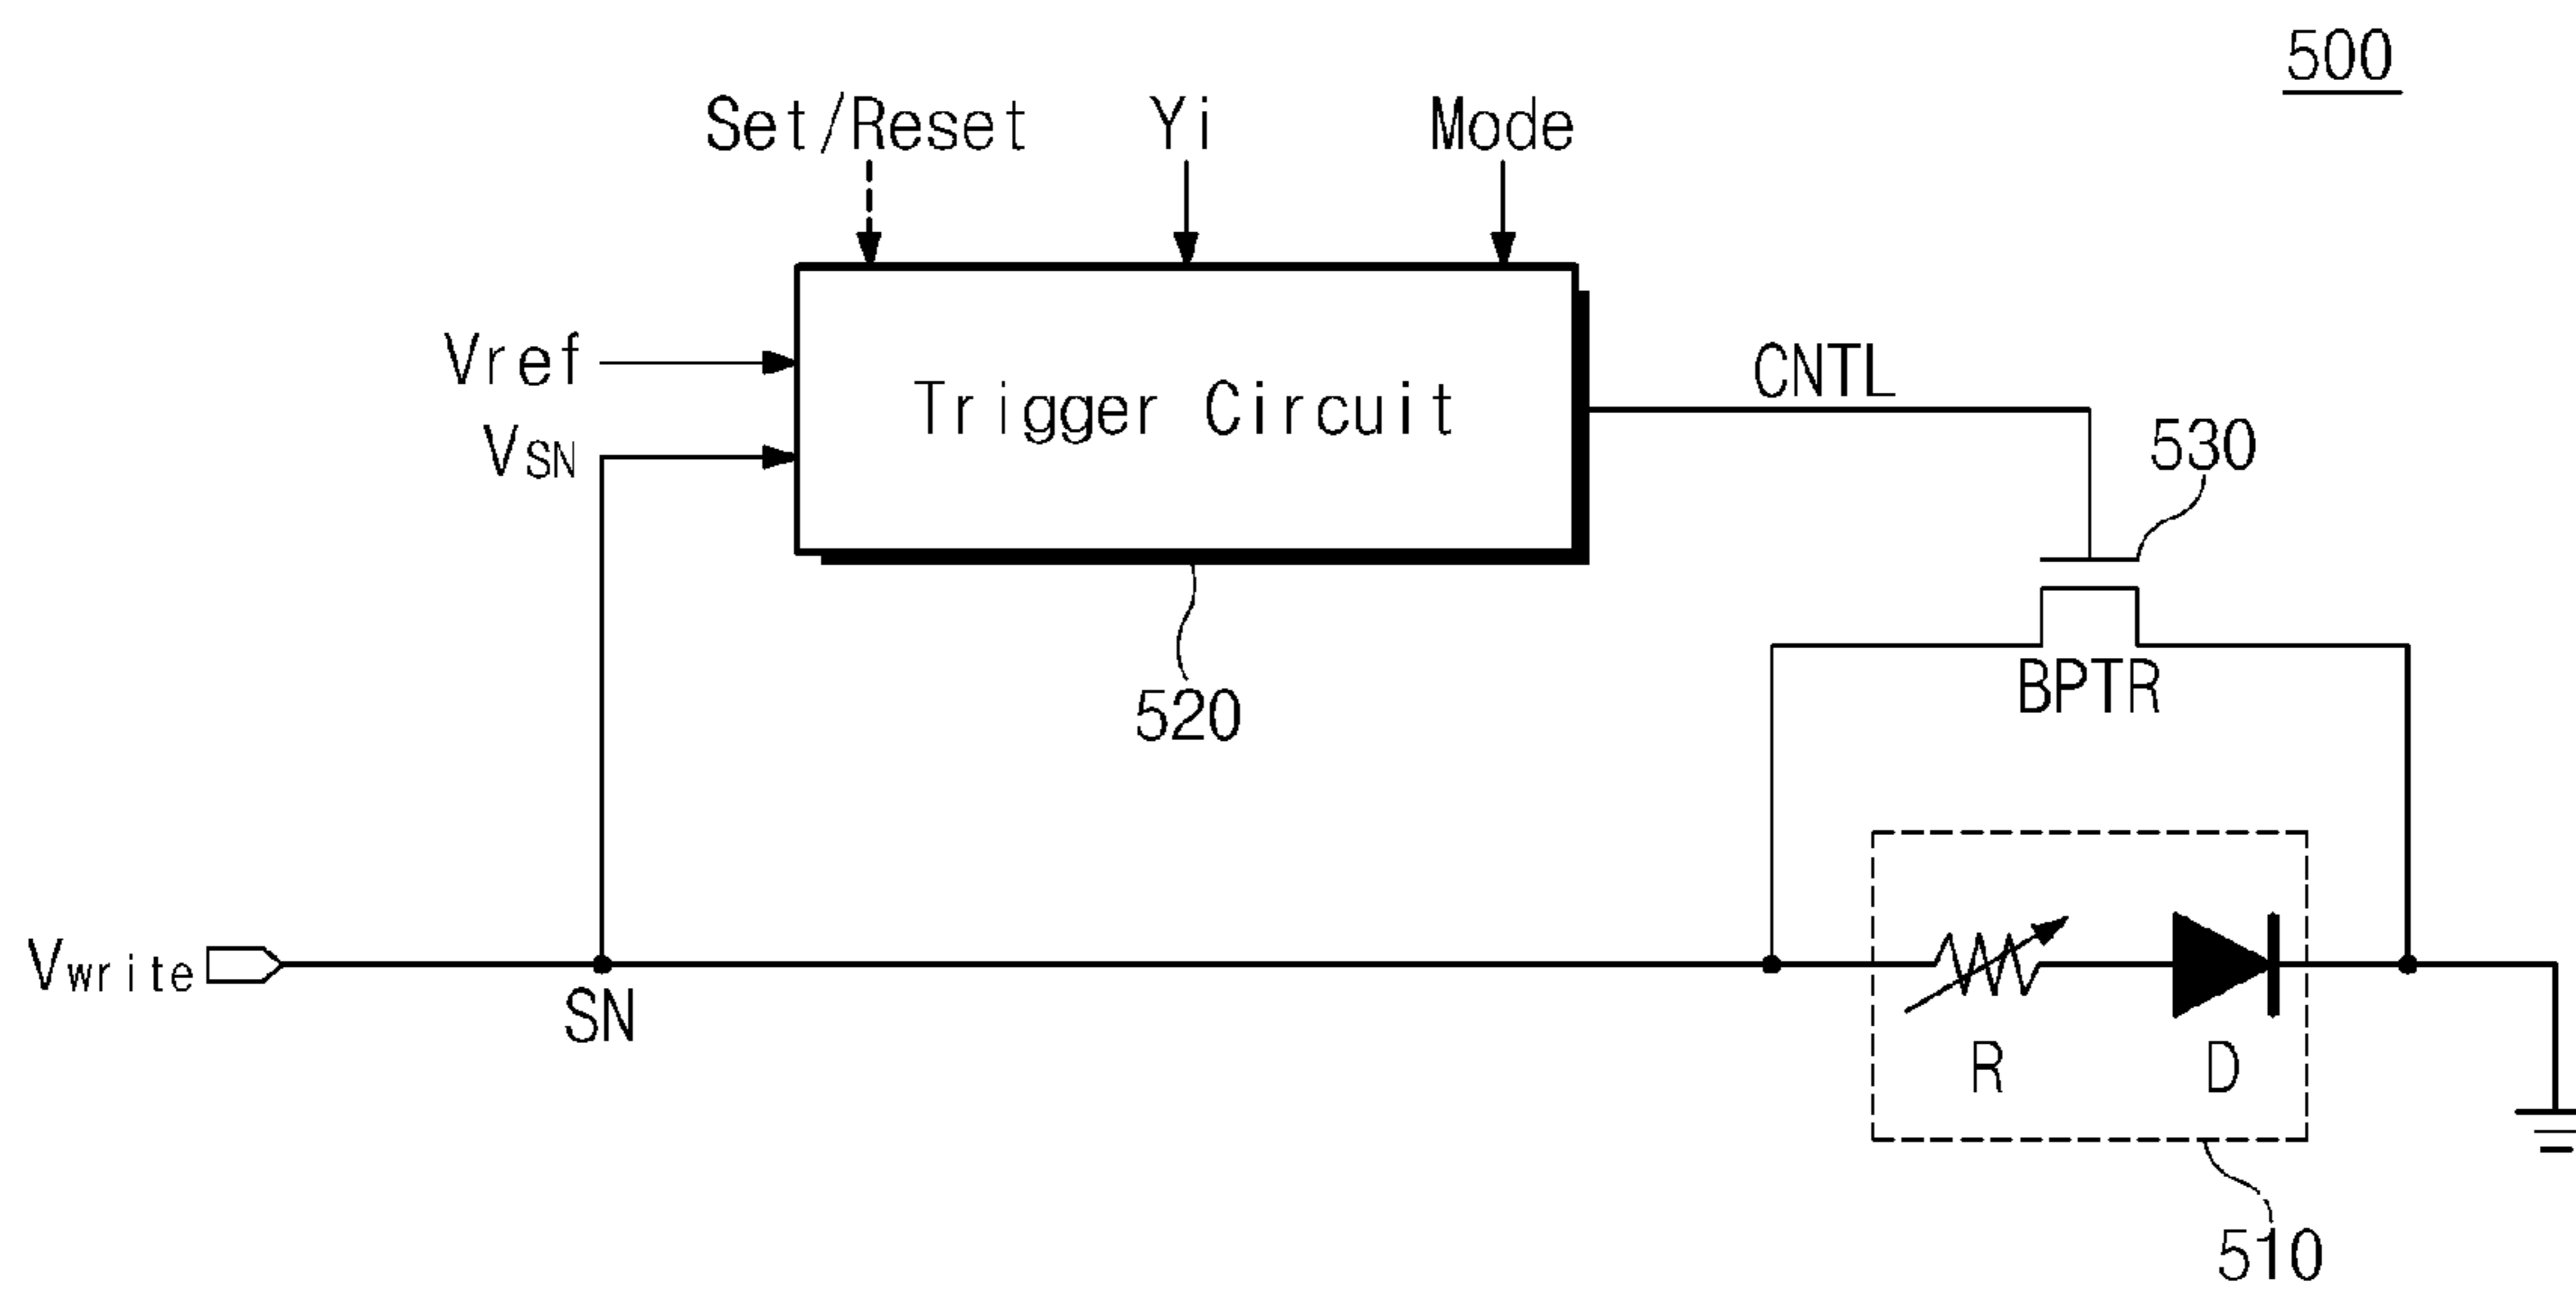 500
Set/Reset Yi Mode
Vref
VSN
Trigger Circuit
CNTL
530
BPTR
520
Vwrite
SN
R D
510